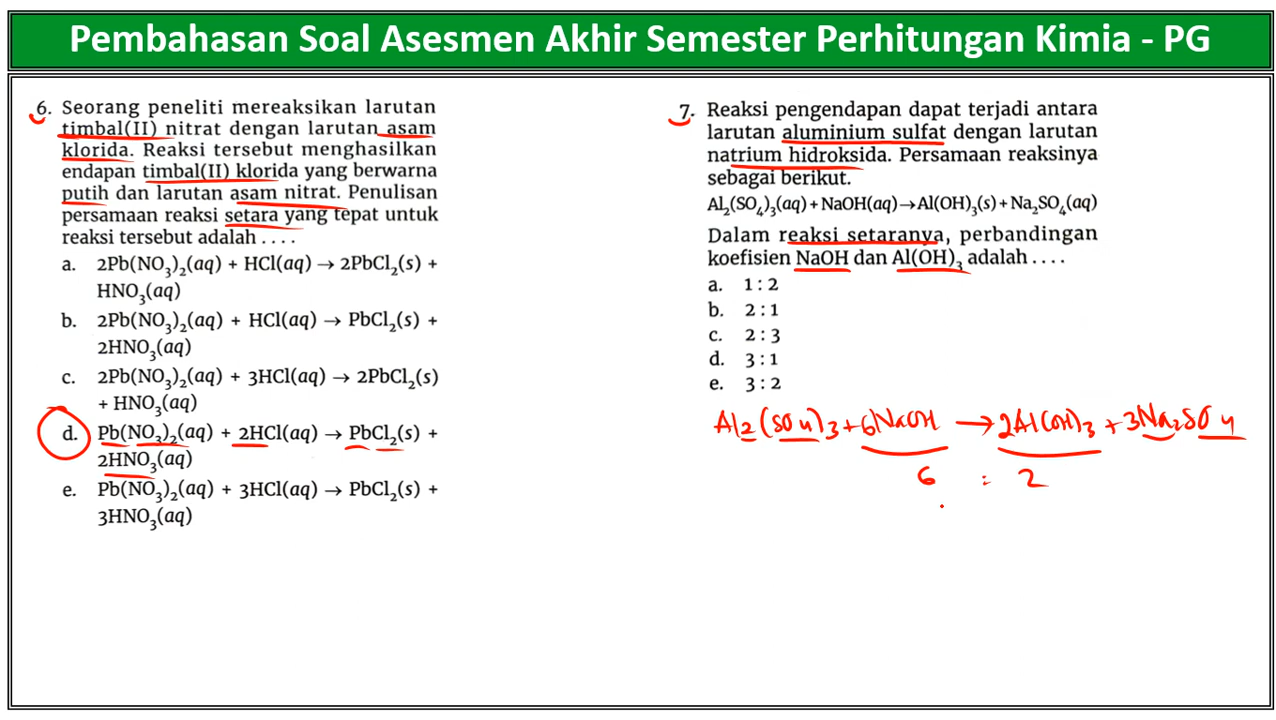 Pembahasan Soal Asesmen Akhir Semester Perhitungan Kimia - PG
6. Seorang peneliti mereaksikan larutan
timbal(II) nitrat dengan larutan asam
klorida. Reaksi tersebut menghasilkan
endapan timbal(II) klorida yang berwarna
putih dan larutan asam nitrat. Penulisan
persamaan reaksi setara yang tepat untuk
reaksi tersebut adalah . . . .
a. 2Pb(NO₃)₂(aq) + HCl(aq) → 2PbCl₂(s) +
HNO₃(aq)
b. 2Pb(NO₃)₂(aq) + HCl(aq) → PbCl₂(s) +
2HNO₃(aq)
c. 2Pb(NO₃)₂(aq) + 3HCl(aq) → 2PbCl₂(s)
+ HNO₃(aq)
d. Pb(NO₃)₂(aq) + 2HCl(aq) → PbCl₂(s) +
2HNO₃(aq)
e. Pb(NO₃)₂(aq) + 3HCl(aq) → PbCl₂(s) +
3HNO₃(aq)
7. Reaksi pengendapan dapat terjadi antara
larutan aluminium sulfat dengan larutan
natrium hidroksida. Persamaan reaksinya
sebagai berikut.
Al₂(SO₄)₃(aq) + NaOH(aq) → Al(OH)₃(s) + Na₂SO₄(aq)
Dalam reaksi setaranya, perbandingan
koefisien NaOH dan Al(OH)₃ adalah . . . .
a. 1 : 2
b. 2 : 1
c. 2 : 3
d. 3 : 1
e. 3 : 2
Al₂(SO₄)₃ + 6NaOH → 2Al(OH)₃ + 3Na₂SO₄
6 : 2